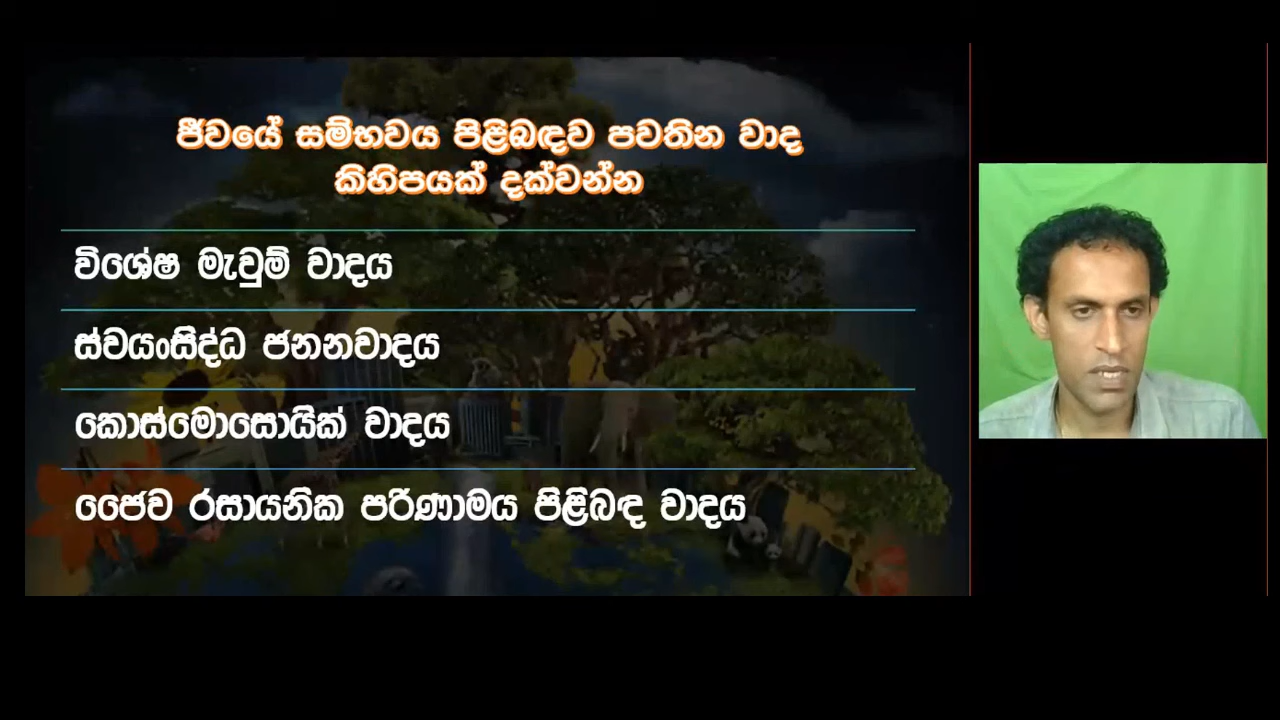 ජීවයේ සම්භවය පිළිබඳව පවතින වාද
කිහිපයක් දක්වන්න
විශේෂ මැවුම් වාදය
ස්වයංසිද්ධ ජනනවාදය
කොස්මොසොයික් වාදය
ජෛව රසායනික පරිණාමය පිළිබඳ වාදය